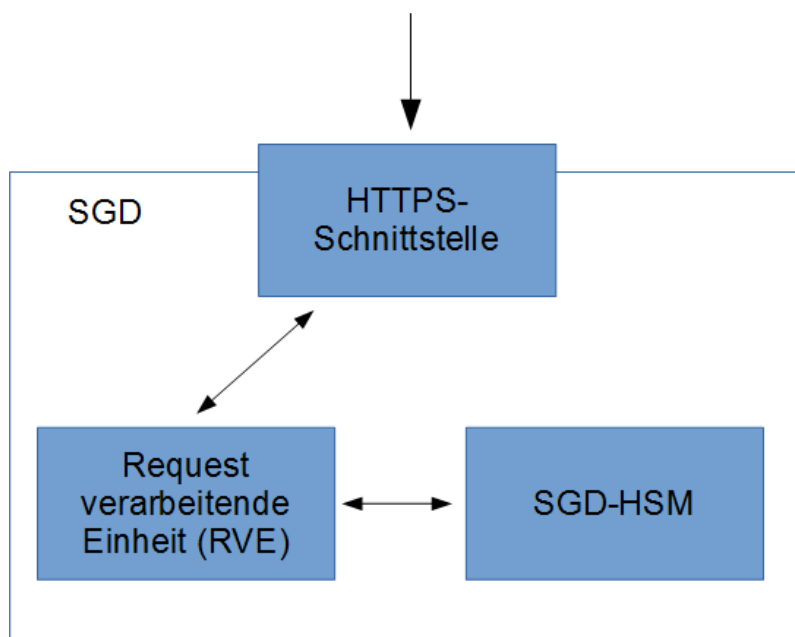 SGD
HTTPS-
Schnittstelle
Request
verarbeitende
Einheit (RVE)
SGD-HSM